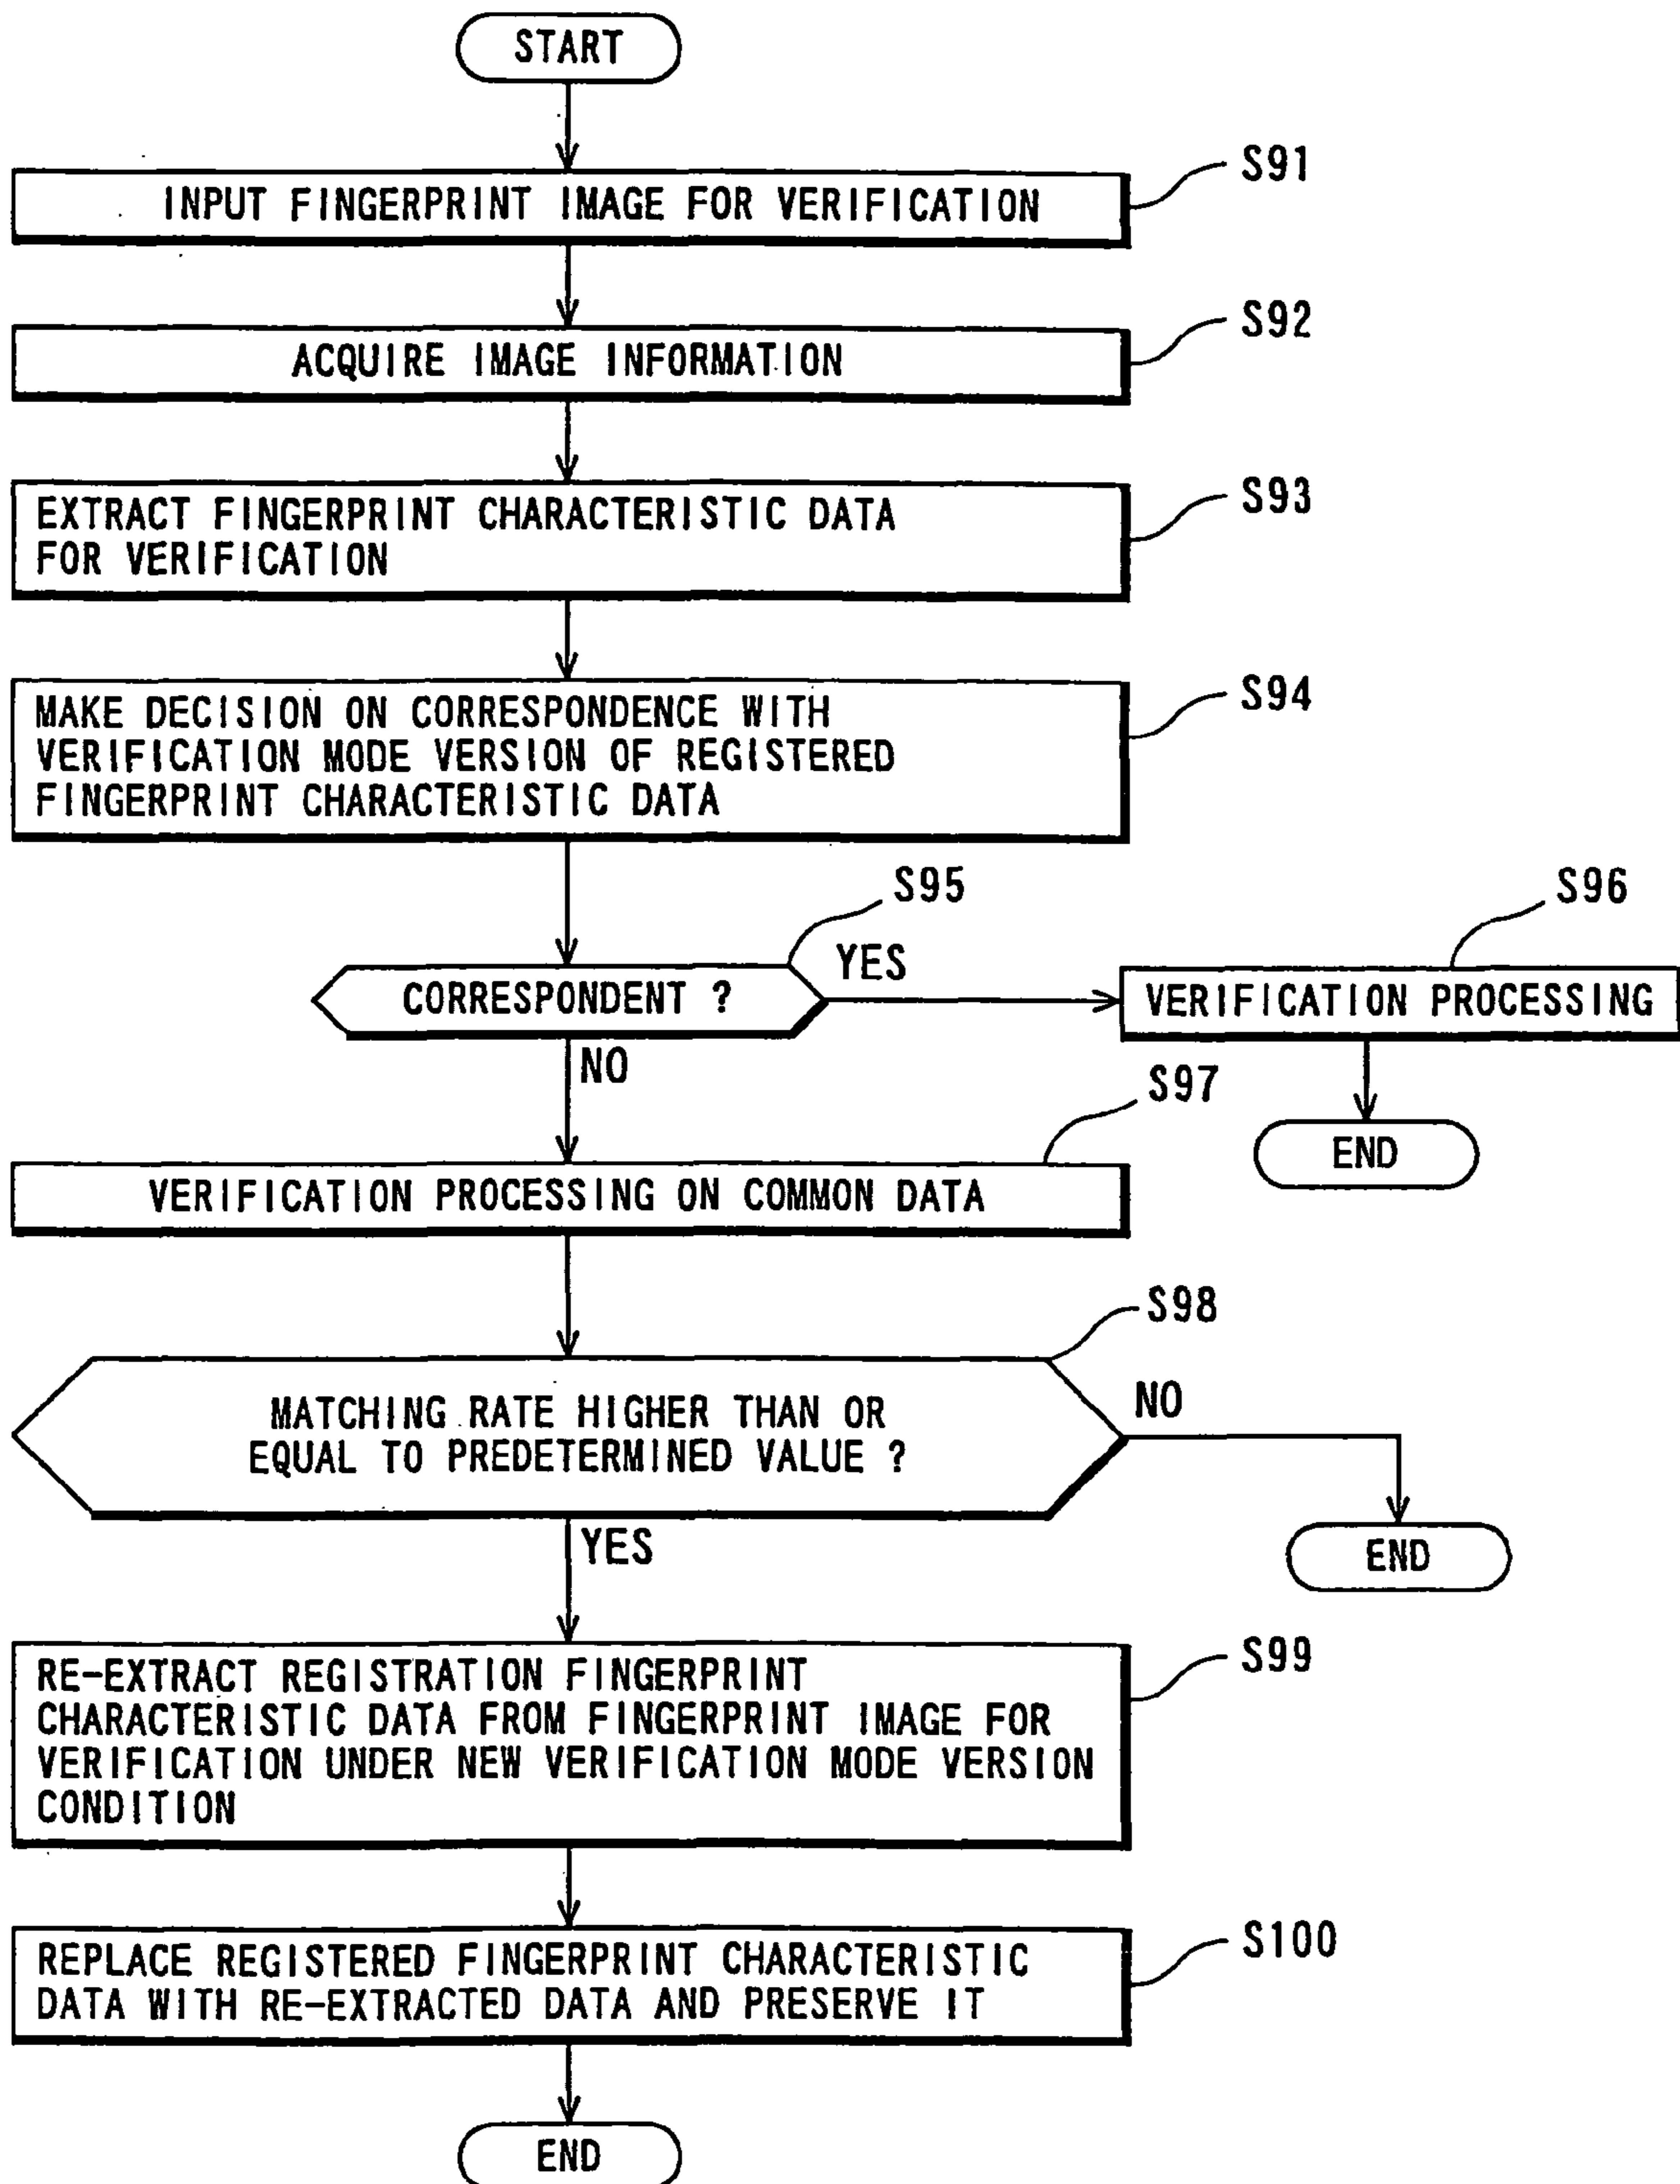 START
S91
INPUT FINGERPRINT IMAGE FOR VERIFICATION
S92
ACQUIRE IMAGE INFORMATION
S93
EXTRACT FINGERPRINT CHARACTERISTIC DATA
FOR VERIFICATION
S94
MAKE DECISION ON CORRESPONDENCE WITH
VERIFICATION MODE VERSION OF REGISTERED
FINGERPRINT CHARACTERISTIC DATA
S95
CORRESPONDENT ?
YES
S96
VERIFICATION PROCESSING
END
NO
S97
VERIFICATION PROCESSING ON COMMON DATA
S98
MATCHING RATE HIGHER THAN OR
EQUAL TO PREDETERMINED VALUE ?
NO
END
YES
S99
RE-EXTRACT REGISTRATION FINGERPRINT
CHARACTERISTIC DATA FROM FINGERPRINT IMAGE FOR
VERIFICATION UNDER NEW VERIFICATION MODE VERSION
CONDITION
S100
REPLACE REGISTERED FINGERPRINT CHARACTERISTIC
DATA WITH RE-EXTRACTED DATA AND PRESERVE IT
END